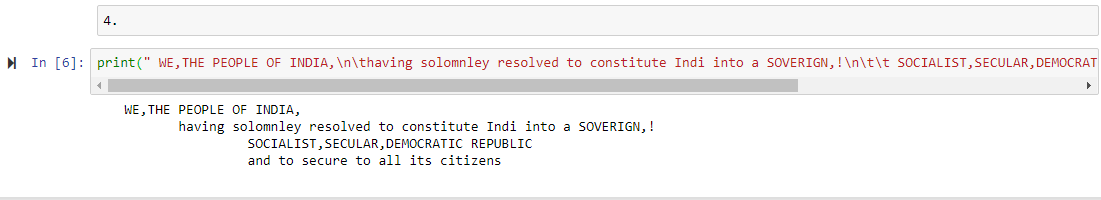 4.
In [6]: print(" WE,THE PEOPLE OF INDIA,\n\thaving solomnley resolved to constitute Indi into a SOVERIGN,!\n\t\t SOCIALIST,SECULAR,DEMOCRAT
WE,THE PEOPLE OF INDIA,
having solomnley resolved to constitute Indi into a SOVERIGN,!
SOCIALIST,SECULAR,DEMOCRATIC REPUBLIC
and to secure to all its citizens